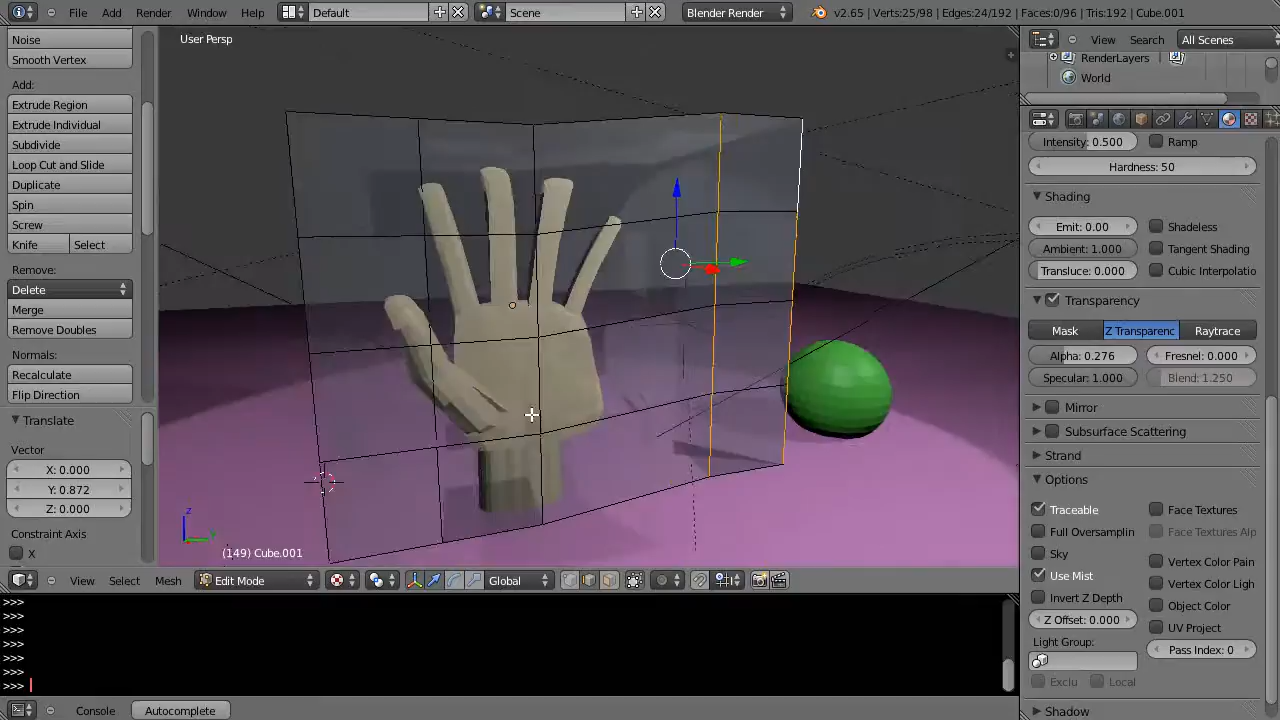 File Add Render Window Help Default Scene Blender Render v2.65 | Verts:25/98 | Edges:24/192 | Faces:0/96 | Tris:192 | Cube.001
View Search All Scenes
RenderLayers
World
Noise
Smooth Vertex
Add:
Extrude Region
Extrude Individual
Subdivide
Loop Cut and Slide
Duplicate
Spin
Screw
Knife Select
Remove:
Delete
Merge
Remove Doubles
Normals:
Recalculate
Flip Direction
Translate
Vector
X: 0.000
Y: 0.872
Z: 0.000
Constraint Axis
X
User Persp
z
y
(149) Cube.001
View Select Mesh Edit Mode Global
>>>
>>>
>>>
>>>
>>>
>>>
>>>
Console Autocomplete
Intensity: 0.500 Ramp
Hardness: 50
Shading
Emit: 0.00 Shadeless
Ambient: 1.000 Tangent Shading
Transluce: 0.000 Cubic Interpolatio
Transparency
Mask Z Transparenc Raytrace
Alpha: 0.276 Fresnel: 0.000
Specular: 1.000 Blend: 1.250
Mirror
Subsurface Scattering
Strand
Options
Traceable Face Textures
Full Oversamplin Face Textures Alp
Sky Vertex Color Pain
Use Mist Vertex Color Ligh
Invert Z Depth Object Color
Z Offset: 0.000 UV Project
Light Group: Pass Index: 0
Exclu Local
Shadow